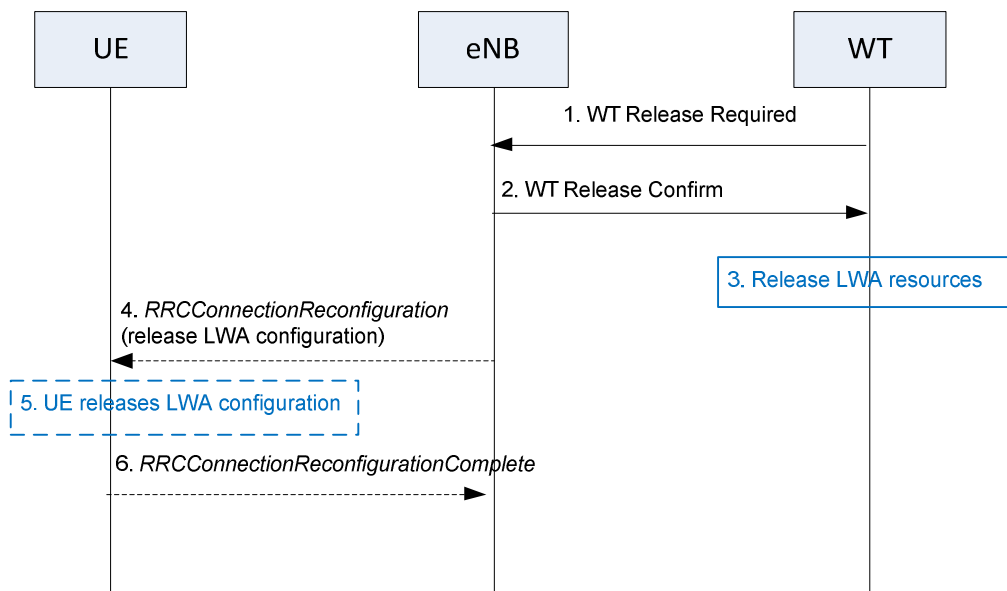 UE
eNB
WT
1. WT Release Required
2. WT Release Confirm
3. Release LWA resources
4. RRCConnectionReconfiguration
(release LWA configuration)
5. UE releases LWA configuration
6. RRCConnectionReconfigurationComplete